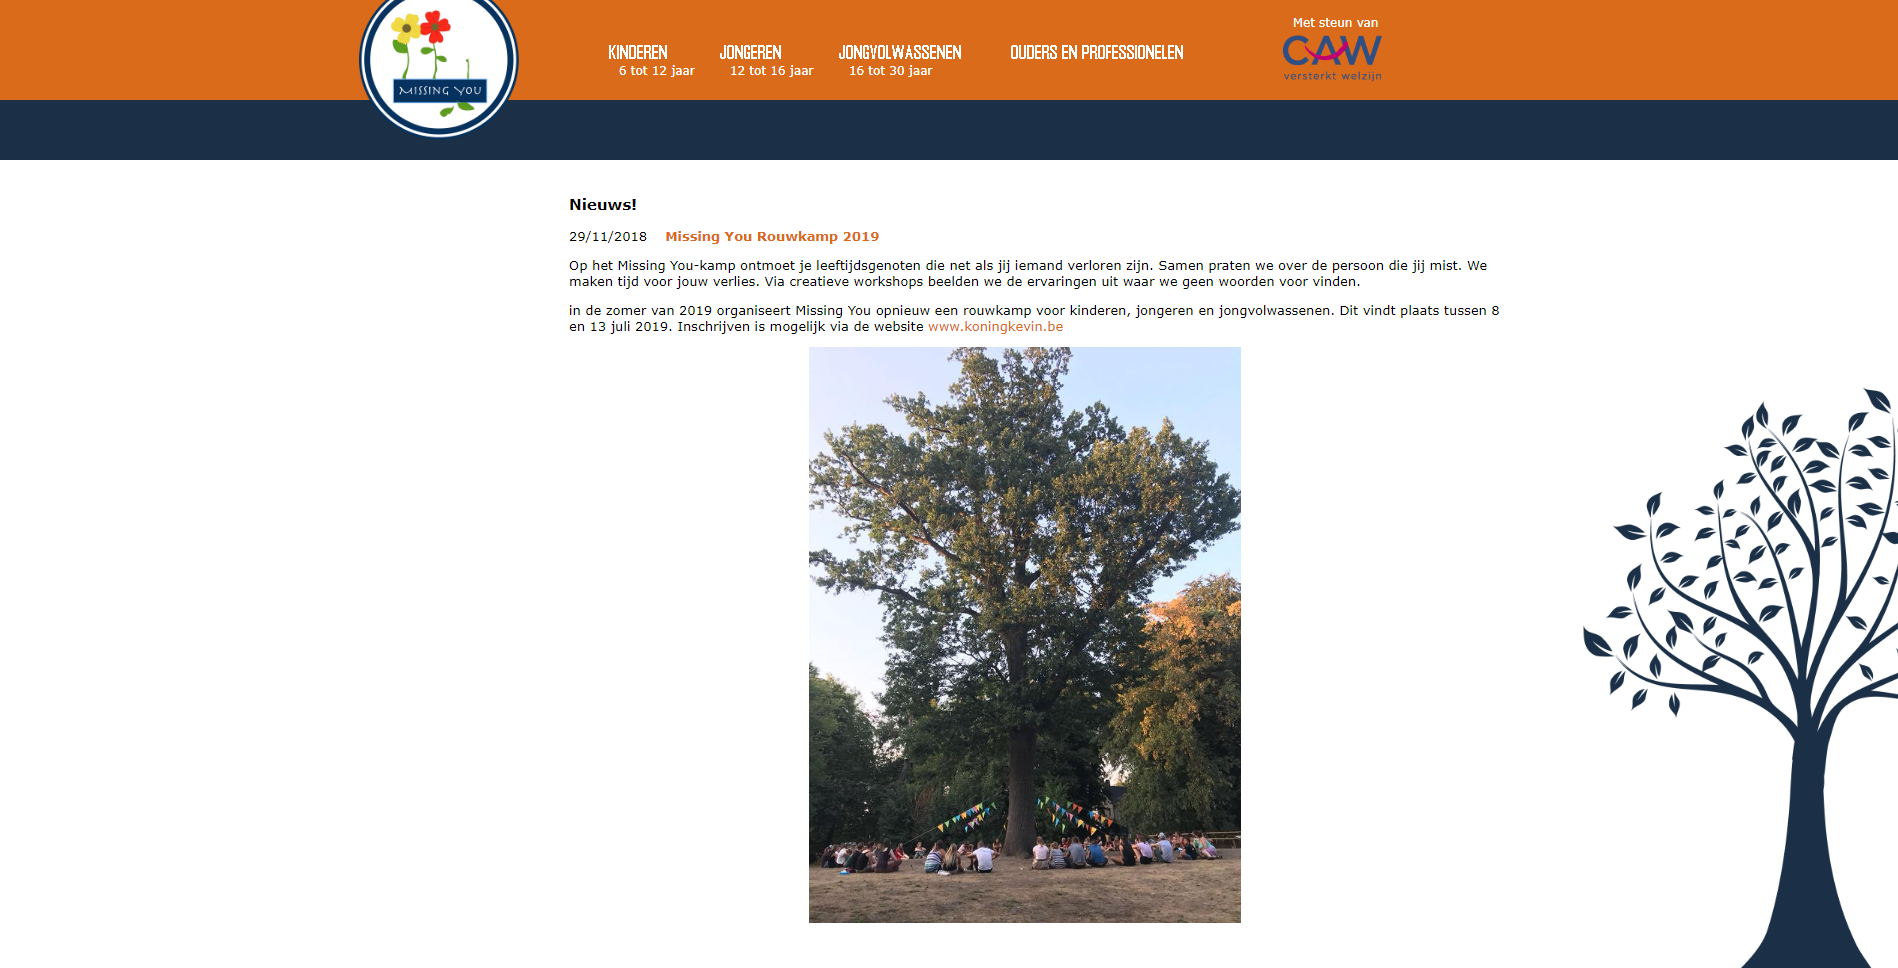 MISSING YOU
KINDEREN
6 tot 12 jaar
JONGEREN
12 tot 16 jaar
JONGVOLWASSENEN
16 tot 30 jaar
OUDERS EN PROFESSIONELEN
Met steun van
CAW
versterkt welzijn
Nieuws!
29/11/2018 Missing You Rouwkamp 2019
Op het Missing You-kamp ontmoet je leeftijdsgenoten die net als jij iemand verloren zijn. Samen praten we over de persoon die jij mist. We
maken tijd voor jouw verlies. Via creatieve workshops beelden we de ervaringen uit waar we geen woorden voor vinden.
in de zomer van 2019 organiseert Missing You opnieuw een rouwkamp voor kinderen, jongeren en jongvolwassenen. Dit vindt plaats tussen 8
en 13 juli 2019. Inschrijven is mogelijk via de website www.koningkevin.be